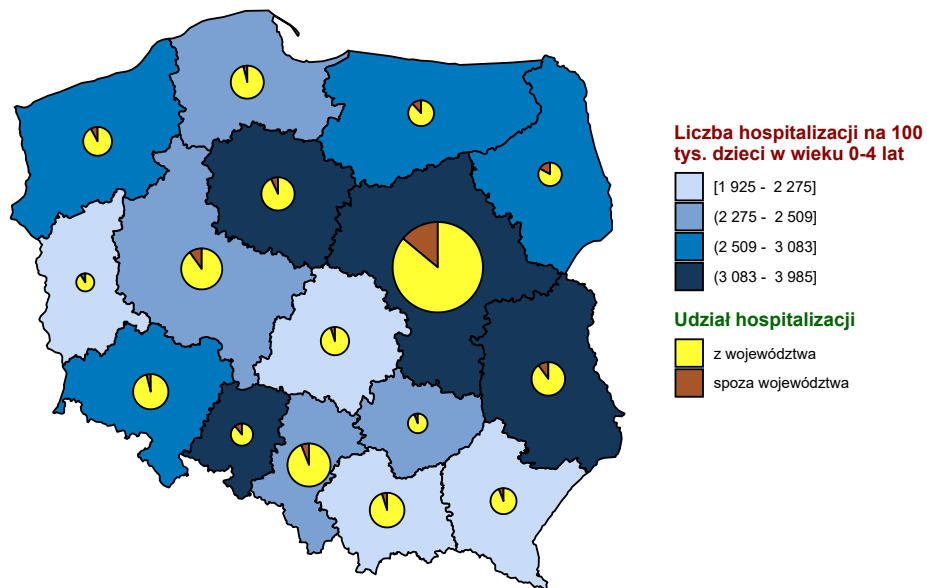 Liczba hospitalizacji na 100
tys. dzieci w wieku 0-4 lat
[1 925 - 2 275]
(2 275 - 2 509]
(2 509 - 3 083]
(3 083 - 3 985]
Udział hospitalizacji
z województwa
spoza województwa